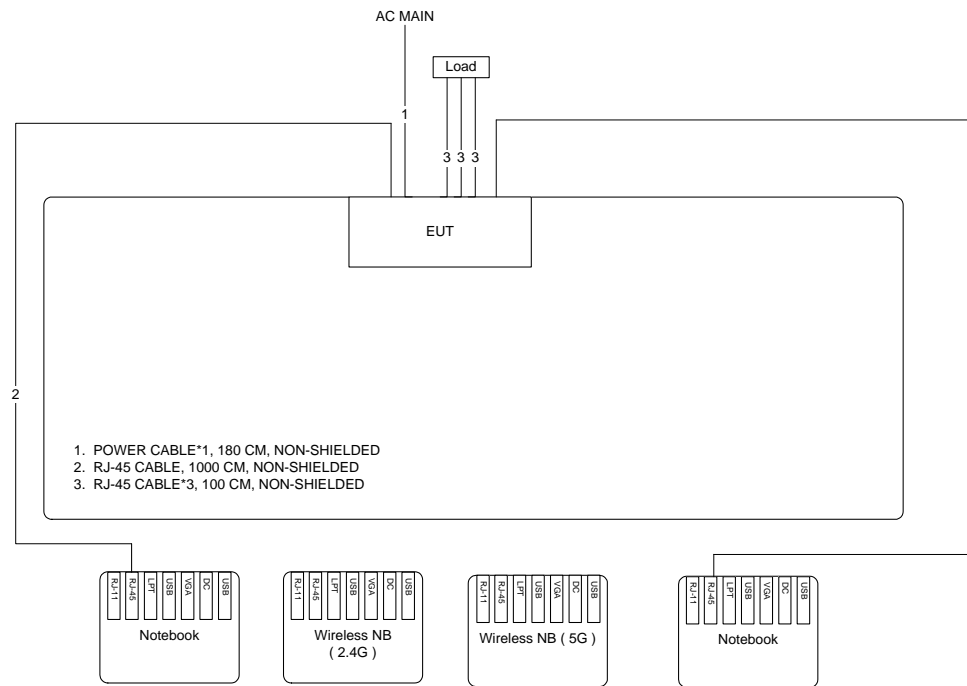 AC MAIN
Load
1
3 3 3
EUT
2
1. POWER CABLE*1, 180 CM, NON-SHIELDED
2. RJ-45 CABLE, 1000 CM, NON-SHIELDED
3. RJ-45 CABLE*3, 100 CM, NON-SHIELDED
RJ-11
RJ-45
LPT
USB
VGA
DC
USB
Notebook
RJ-11
RJ-45
LPT
USB
VGA
DC
USB
Wireless NB
( 2.4G )
RJ-11
RJ-45
LPT
USB
VGA
DC
USB
Wireless NB ( 5G )
RJ-11
RJ-45
LPT
USB
VGA
DC
USB
Notebook